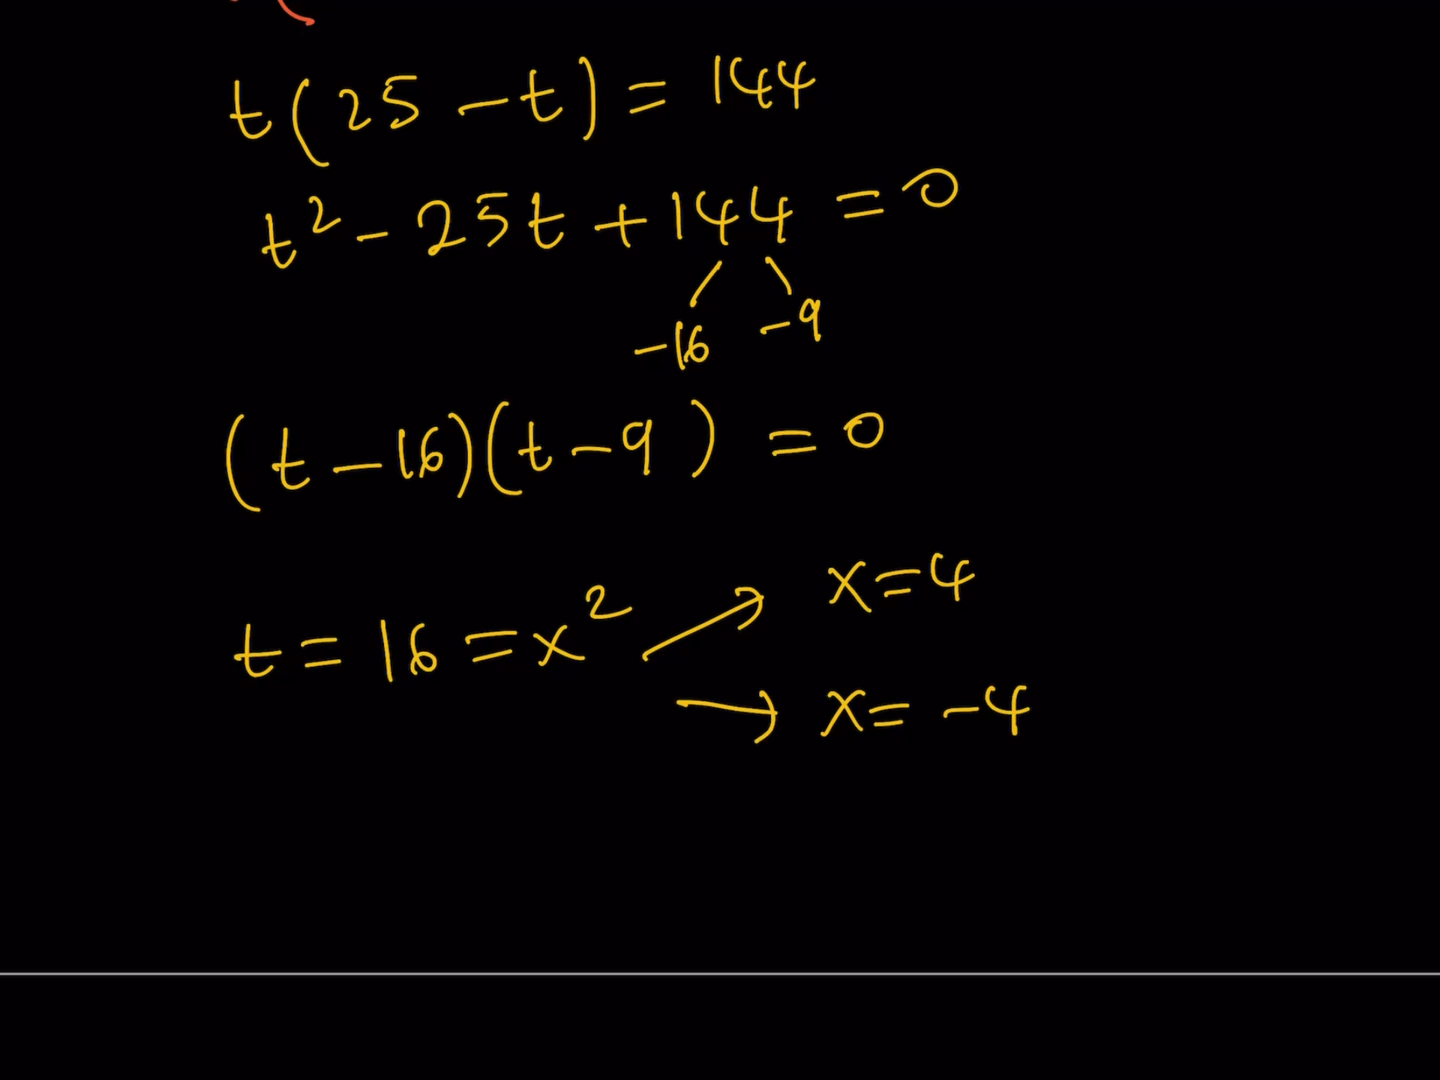 t(25-t)=144
t²-25t+144=0
-16 -9
(t-16)(t-9)=0
x=4
t=16=x²
x=-4